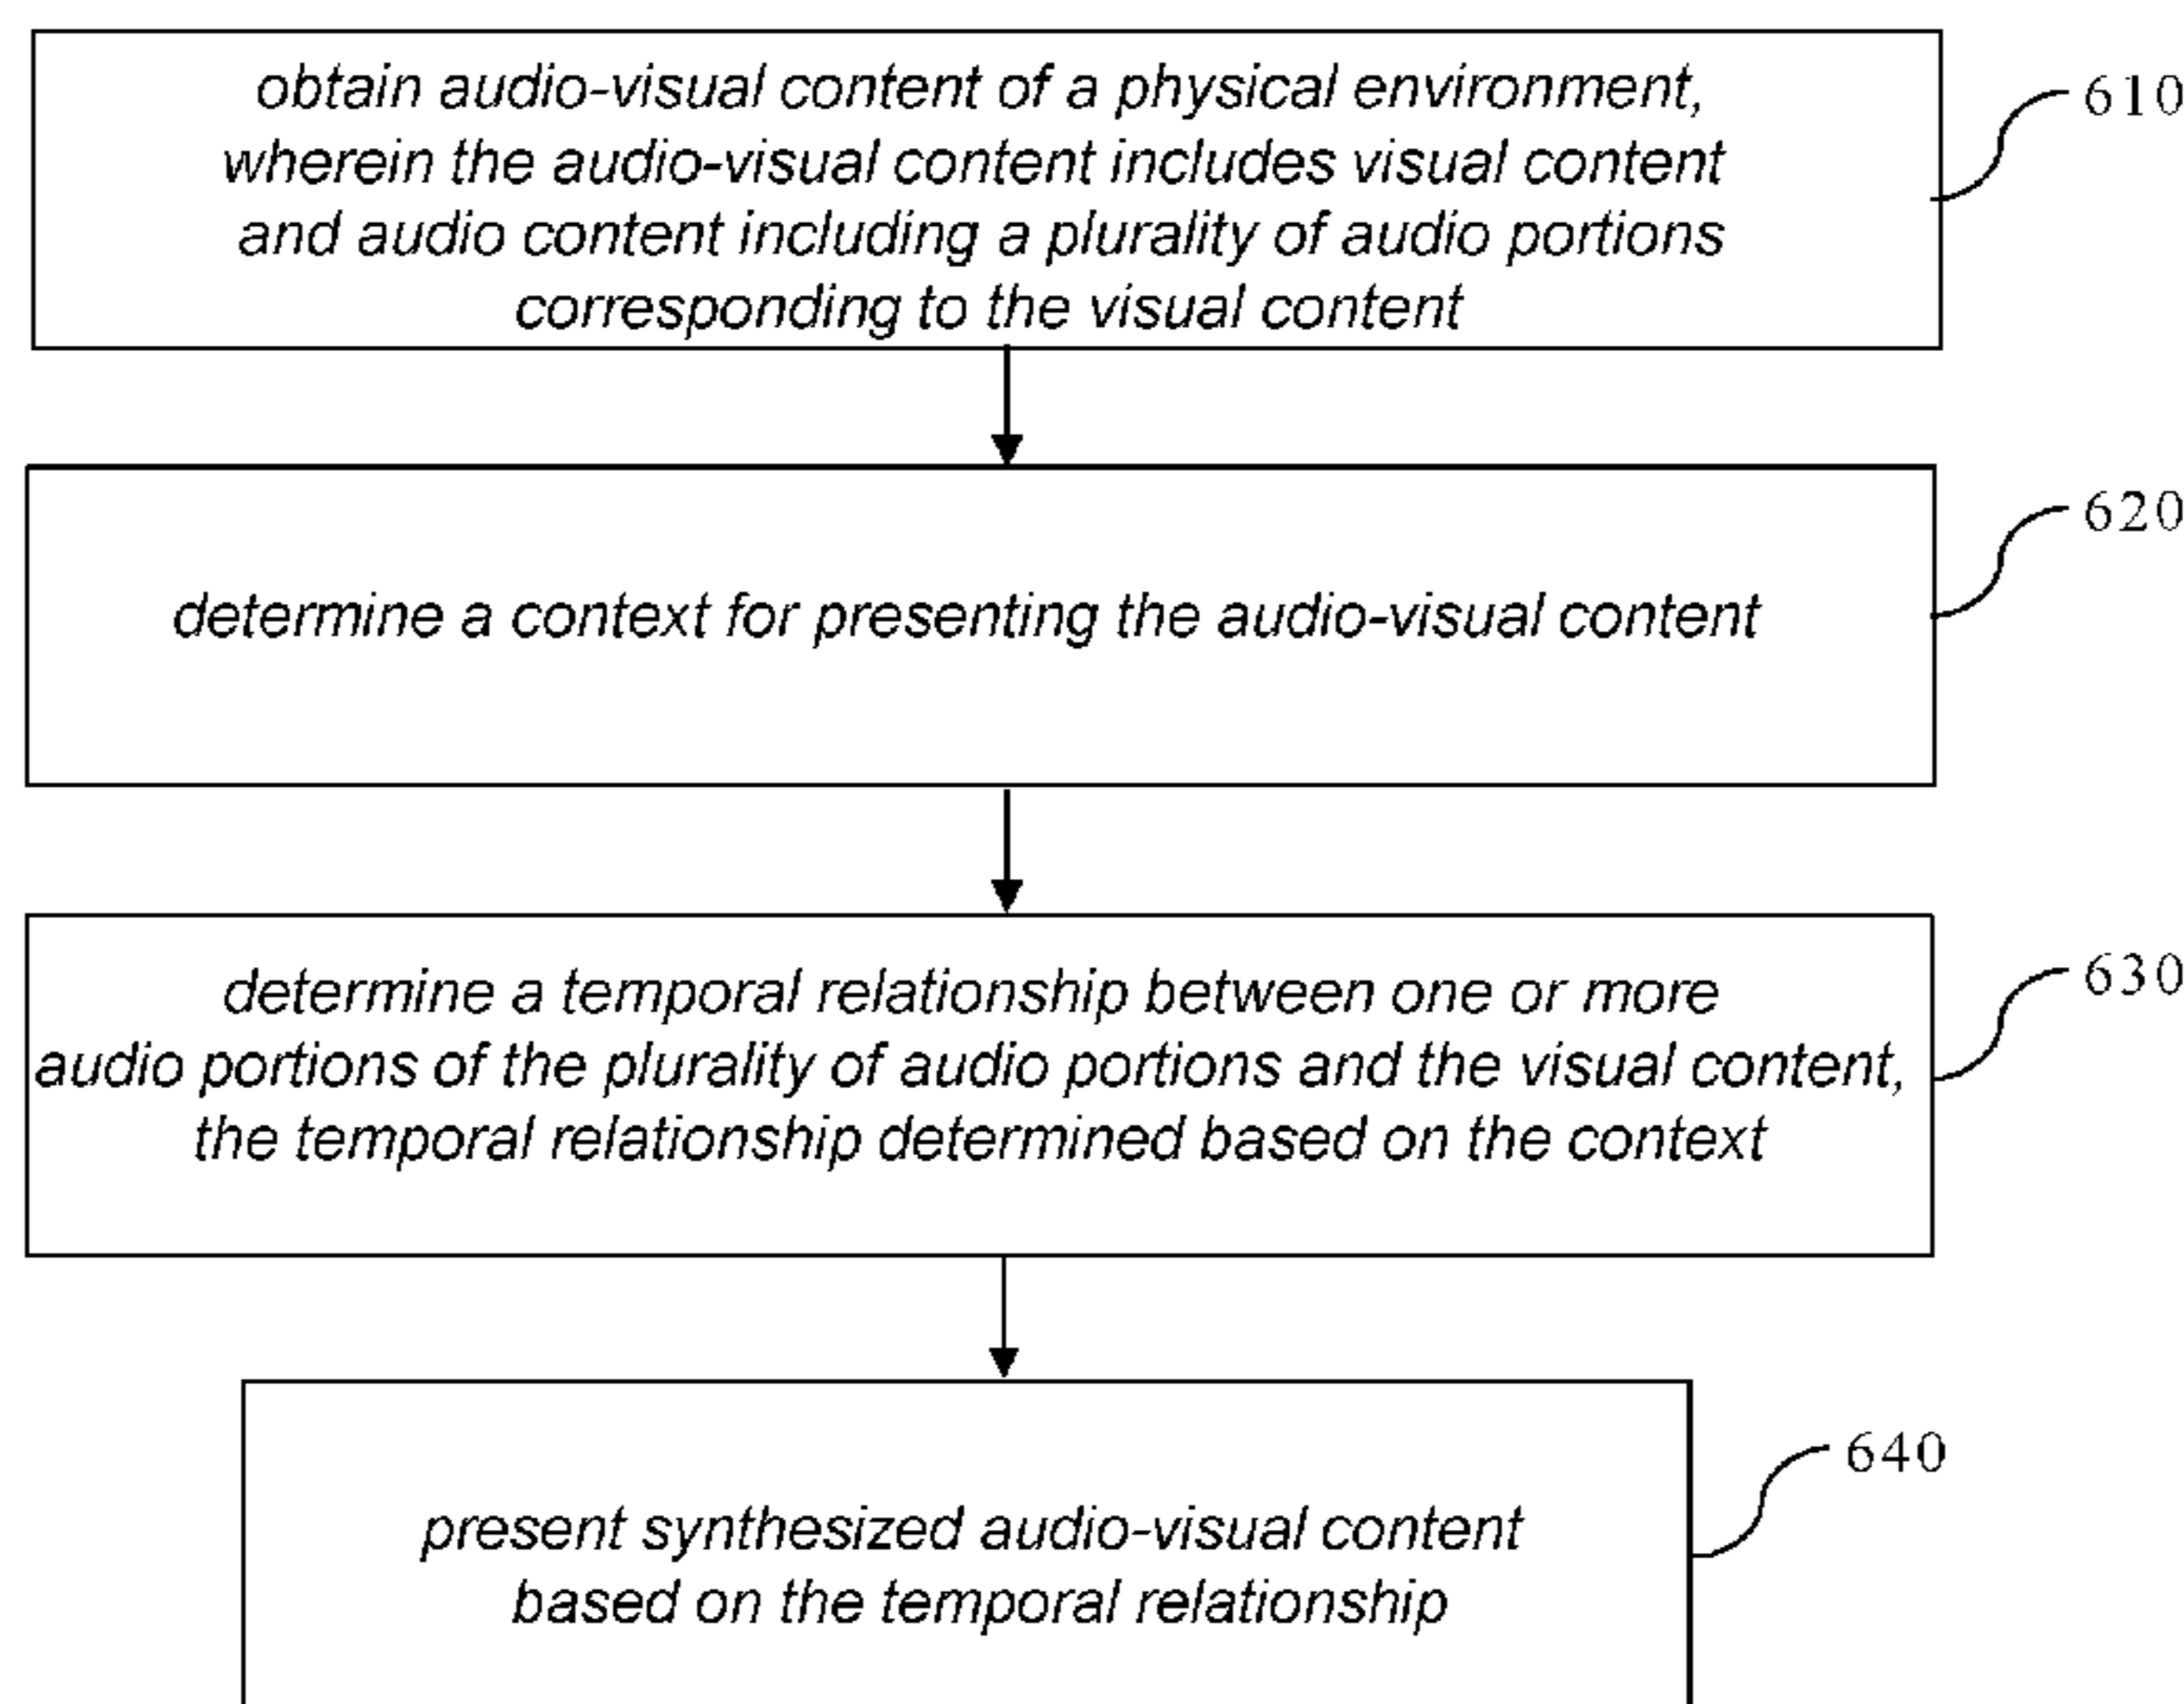 obtain audio-visual content of a physical environment,
wherein the audio-visual content includes visual content
and audio content including a plurality of audio portions
corresponding to the visual content
610
determine a context for presenting the audio-visual content
620
determine a temporal relationship between one or more
audio portions of the plurality of audio portions and the visual content,
the temporal relationship determined based on the context
630
present synthesized audio-visual content
based on the temporal relationship
640